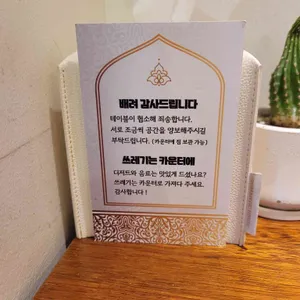 배려 감사드립니다
테이블이 협소해 죄송합니다.
서로 조금씩 공간을 양보해주시길
부탁드립니다. (카운터에 짐 보관 가능)
쓰레기는 카운터에
디저트와 음료는 맛있게 드셨나요?
쓰레기는 카운터로 가져다 주세요.
감사합니다!